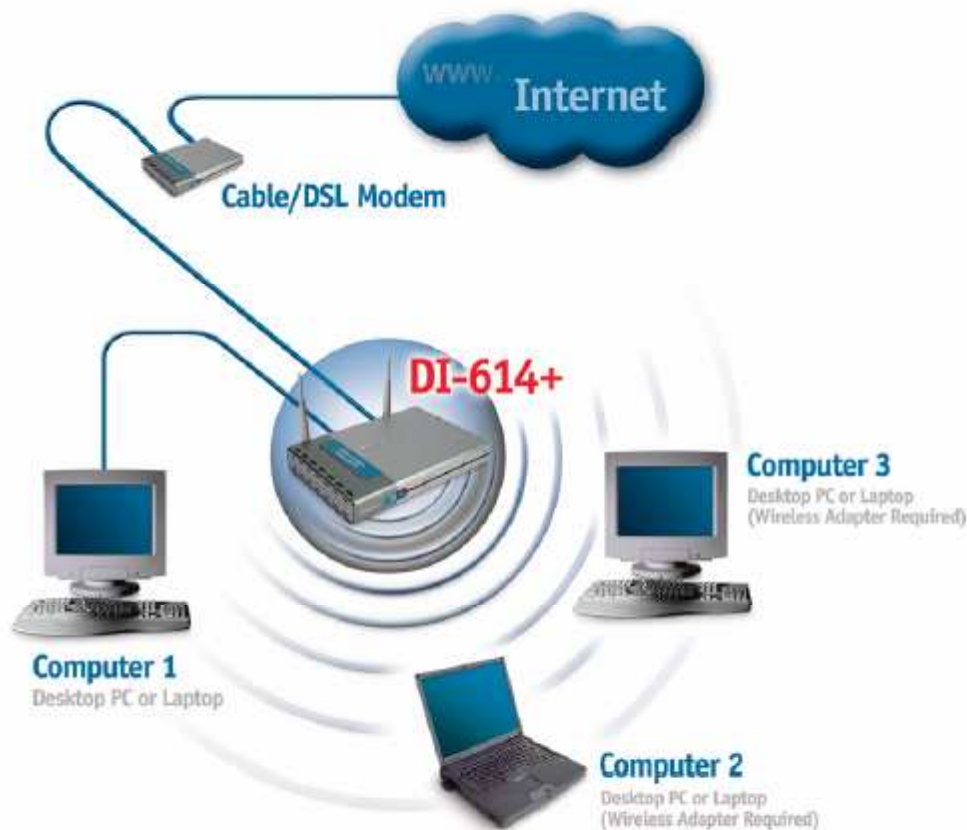 www.
Internet
Cable/DSL Modem
DI-614+
Computer 3
Desktop PC or Laptop
(Wireless Adapter Required)
Computer 1
Desktop PC or Laptop
Computer 2
Desktop PC or Laptop
(Wireless Adapter Required)